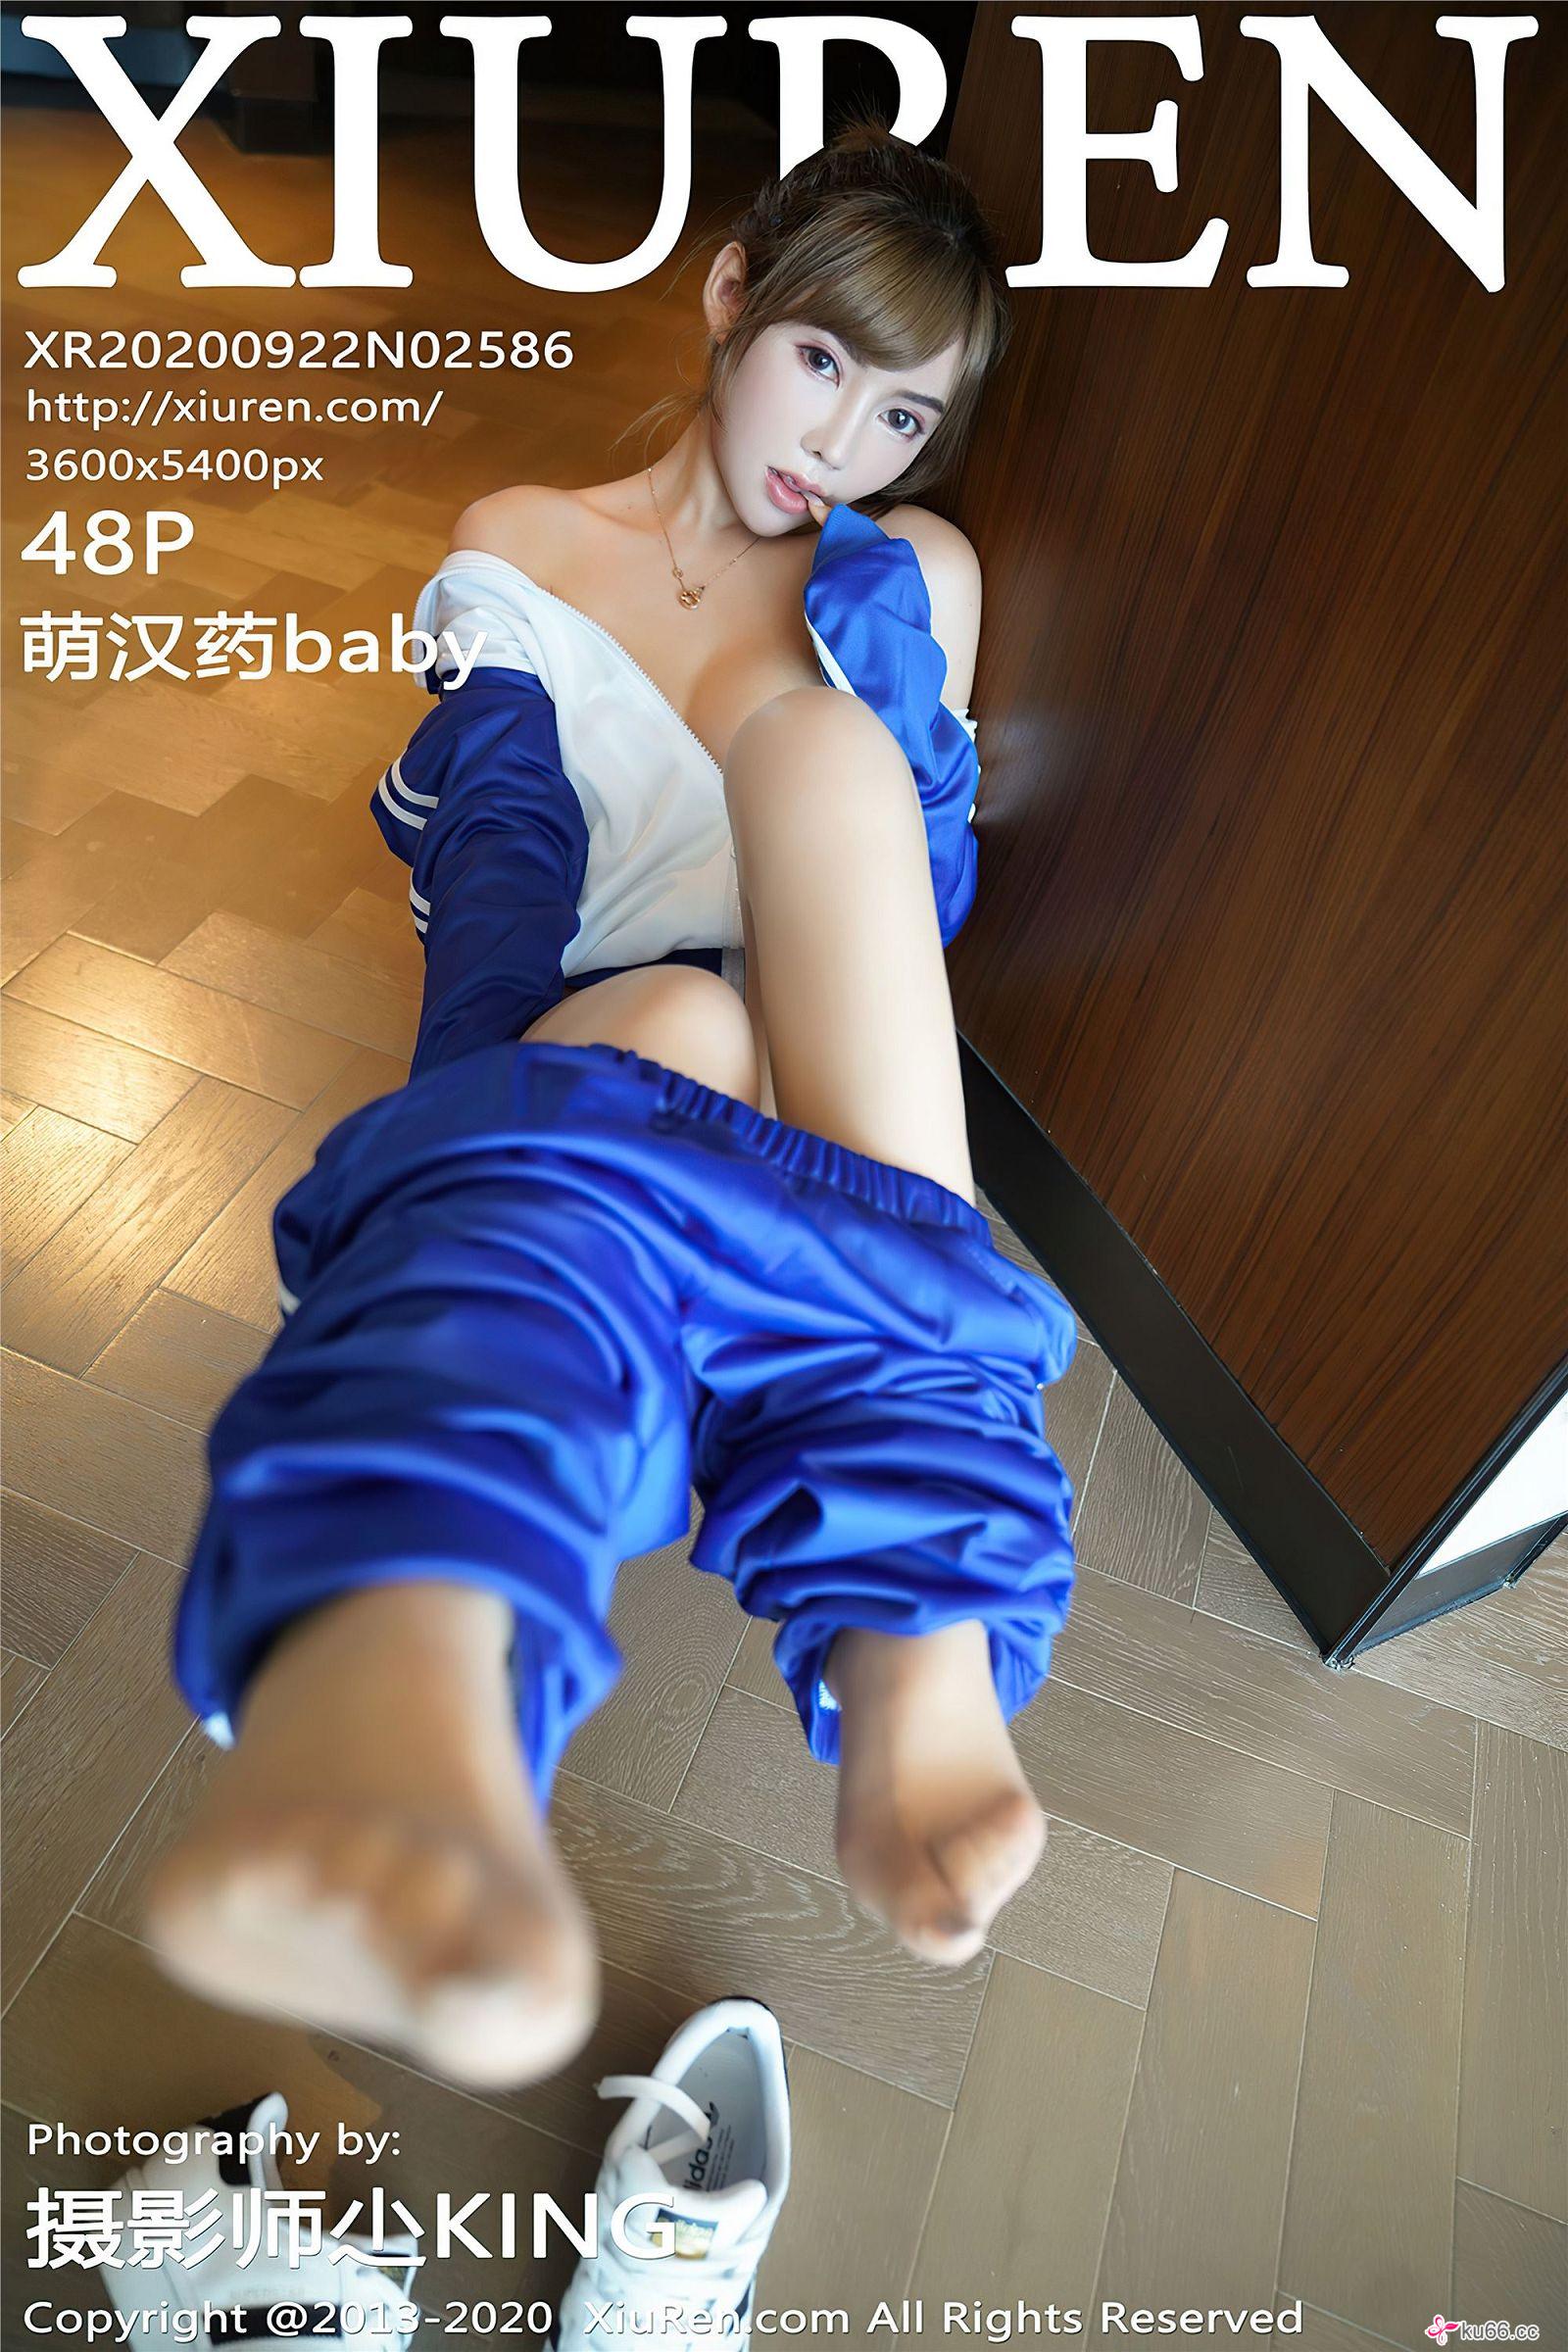 XIUREN
XR20200922N02586
http://xiuren.com/
3600x5400px
48P
萌汉药baby
Photography by:
摄影师尘KING
Copyright @2013-2020 XiuRen.com All Rights Reserved
ku66.cc